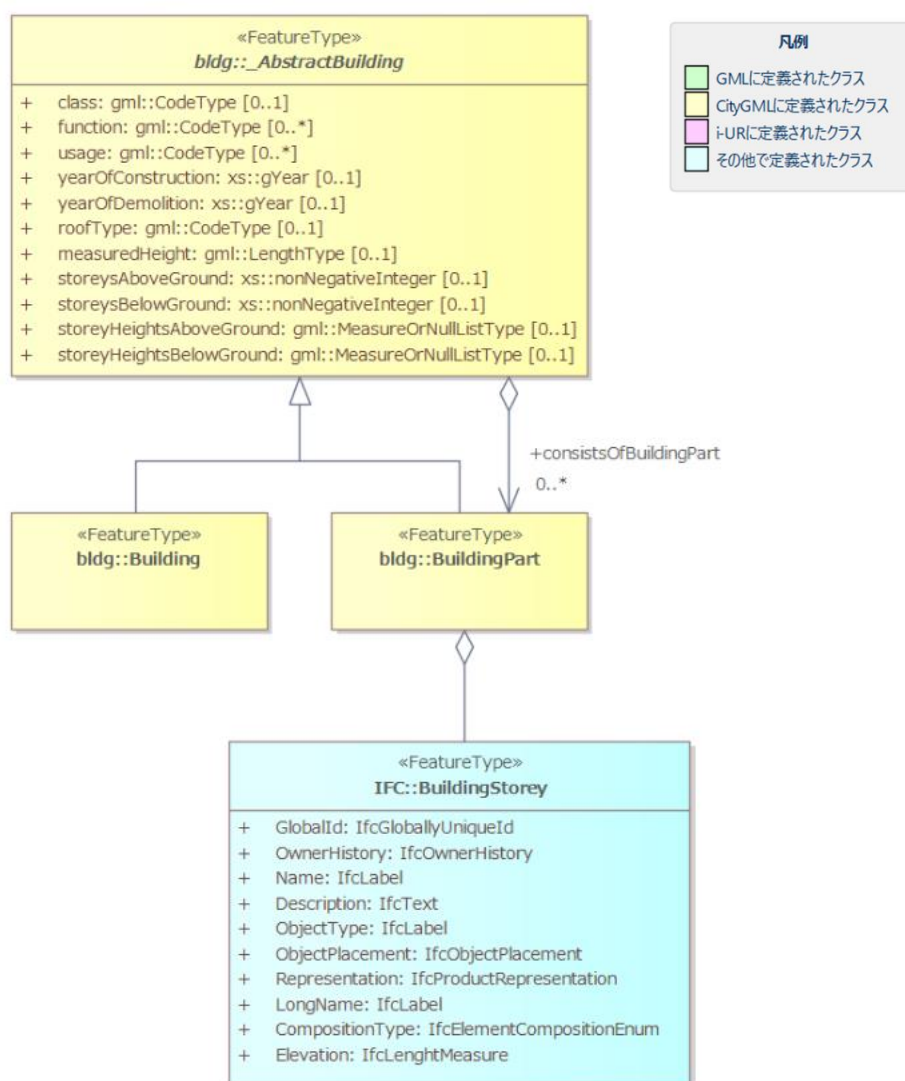 «FeatureType»
bldg::_AbstractBuilding
+ class: gml::CodeType [0..1]
+ function: gml::CodeType [0..*]
+ usage: gml::CodeType [0..*]
+ yearOfConstruction: xs::gYear [0..1]
+ yearOfDemolition: xs::gYear [0..1]
+ roofType: gml::CodeType [0..1]
+ measuredHeight: gml::LengthType [0..1]
+ storeysAboveGround: xs::nonNegativeInteger [0..1]
+ storeysBelowGround: xs::nonNegativeInteger [0..1]
+ storeyHeightsAboveGround: gml::MeasureOrNullListType [0..1]
+ storeyHeightsBelowGround: gml::MeasureOrNullListType [0..1]
凡例
GMLに定義されたクラス
CityGMLに定義されたクラス
i-URに定義されたクラス
その他で定義されたクラス
+consistsOfBuildingPart
0..*
«FeatureType»
bldg::Building
«FeatureType»
bldg::BuildingPart
«FeatureType»
IFC::BuildingStorey
+ GlobalId: IfcGloballyUniqueId
+ OwnerHistory: IfcOwnerHistory
+ Name: IfcLabel
+ Description: IfcText
+ ObjectType: IfcLabel
+ ObjectPlacement: IfcObjectPlacement
+ Representation: IfcProductRepresentation
+ LongName: IfcLabel
+ CompositionType: IfcElementCompositionEnum
+ Elevation: IfcLenghtMeasure